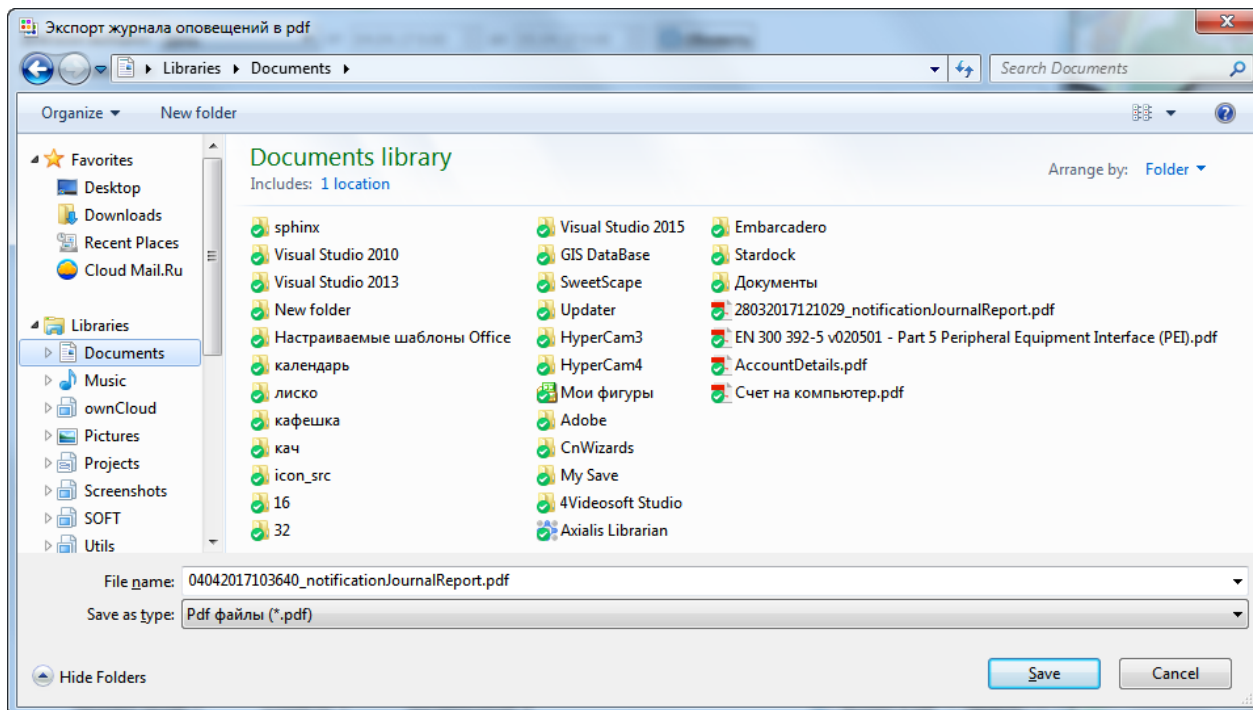 Экспорт журнала оповещений в pdf
Libraries Documents
Search Documents
Organize New folder
Favorites
Desktop
Downloads
Recent Places
Cloud Mail.Ru
Libraries
Documents
Music
ownCloud
Pictures
Projects
Screenshots
SOFT
Utils
Documents library
Includes: 1 location
Arrange by: Folder
sphinx
Visual Studio 2010
Visual Studio 2013
New folder
Настраиваемые шаблоны Office
календарь
лиско
кафешка
кач
icon_src
16
32
Visual Studio 2015
GIS DataBase
SweetScape
Updater
HyperCam3
HyperCam4
Мои фигуры
Adobe
CnWizards
My Save
4Videosoft Studio
Axialis Librarian
Embarcadero
Stardock
Документы
28032017121029_notificationJournalReport.pdf
EN 300 392-5 v020501 - Part 5 Peripheral Equipment Interface (PEI).pdf
AccountDetails.pdf
Счет на компьютер.pdf
File name: 04042017103640_notificationJournalReport.pdf
Save as type: Pdf файлы (*.pdf)
Hide Folders
Save
Cancel